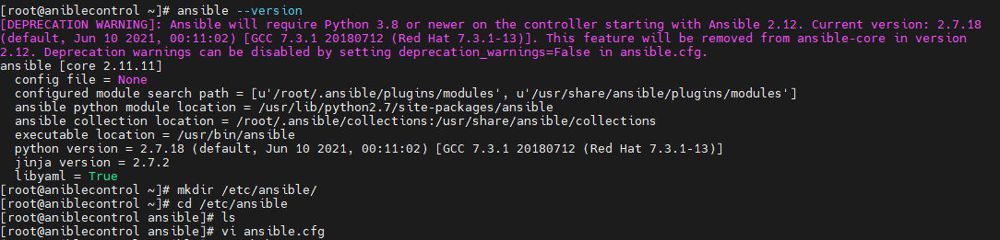 [root@aniblecontrol ~]# ansible --version
[DEPRECATION WARNING]: Ansible will require Python 3.8 or newer on the controller starting with Ansible 2.12. Current version: 2.7.18
(default, Jun 10 2021, 00:11:02) [GCC 7.3.1 20180712 (Red Hat 7.3.1-13)]. This feature will be removed from ansible-core in version
2.12. Deprecation warnings can be disabled by setting deprecation_warnings=False in ansible.cfg.
ansible [core 2.11.11]
  config file = None
  configured module search path = [u'/root/.ansible/plugins/modules', u'/usr/share/ansible/plugins/modules']
  ansible python module location = /usr/lib/python2.7/site-packages/ansible
  ansible collection location = /root/.ansible/collections:/usr/share/ansible/collections
  executable location = /usr/bin/ansible
  python version = 2.7.18 (default, Jun 10 2021, 00:11:02) [GCC 7.3.1 20180712 (Red Hat 7.3.1-13)]
  jinja version = 2.7.2
  libyaml = True
[root@aniblecontrol ~]# mkdir /etc/ansible/
[root@aniblecontrol ~]# cd /etc/ansible
[root@aniblecontrol ansible]# ls
[root@aniblecontrol ansible]# vi ansible.cfg